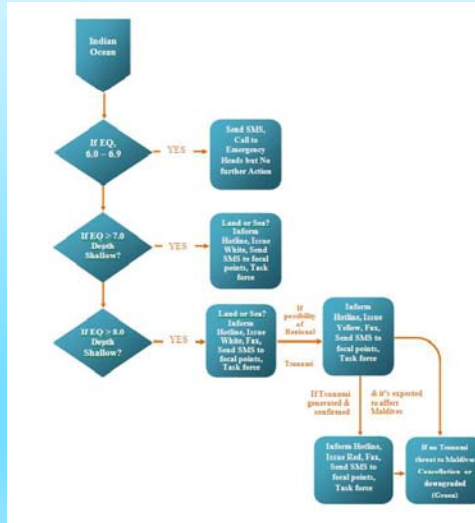 Indian
Ocean
If EQ,
6.0 – 6.9
YES
Send SMS,
Call to
Emergency
Heads but No
further Action
If EQ > 7.0
Depth
Shallow?
YES
Land or Sea?
Inform
Hotline, Issue
White, Send
SMS to focal
points, Task
force
If EQ > 8.0
Depth
Shallow?
YES
Land or Sea?
Inform
Hotline, Issue
White, Fax,
Send SMS to
focal points,
Task force
If
possibility
of
Regional
Tsunami
Inform
Hotline, Issue
Yellow, Fax,
Send SMS to
focal points,
Task force
If Tsunami
generated &
confirmed
& it's expected
to affect
Maldives
Inform Hotline,
Issue Red, Fax,
Send SMS to
focal points,
Task force
If no Tsunami
threat to Maldives
Cancellation or
downgraded
(Green)